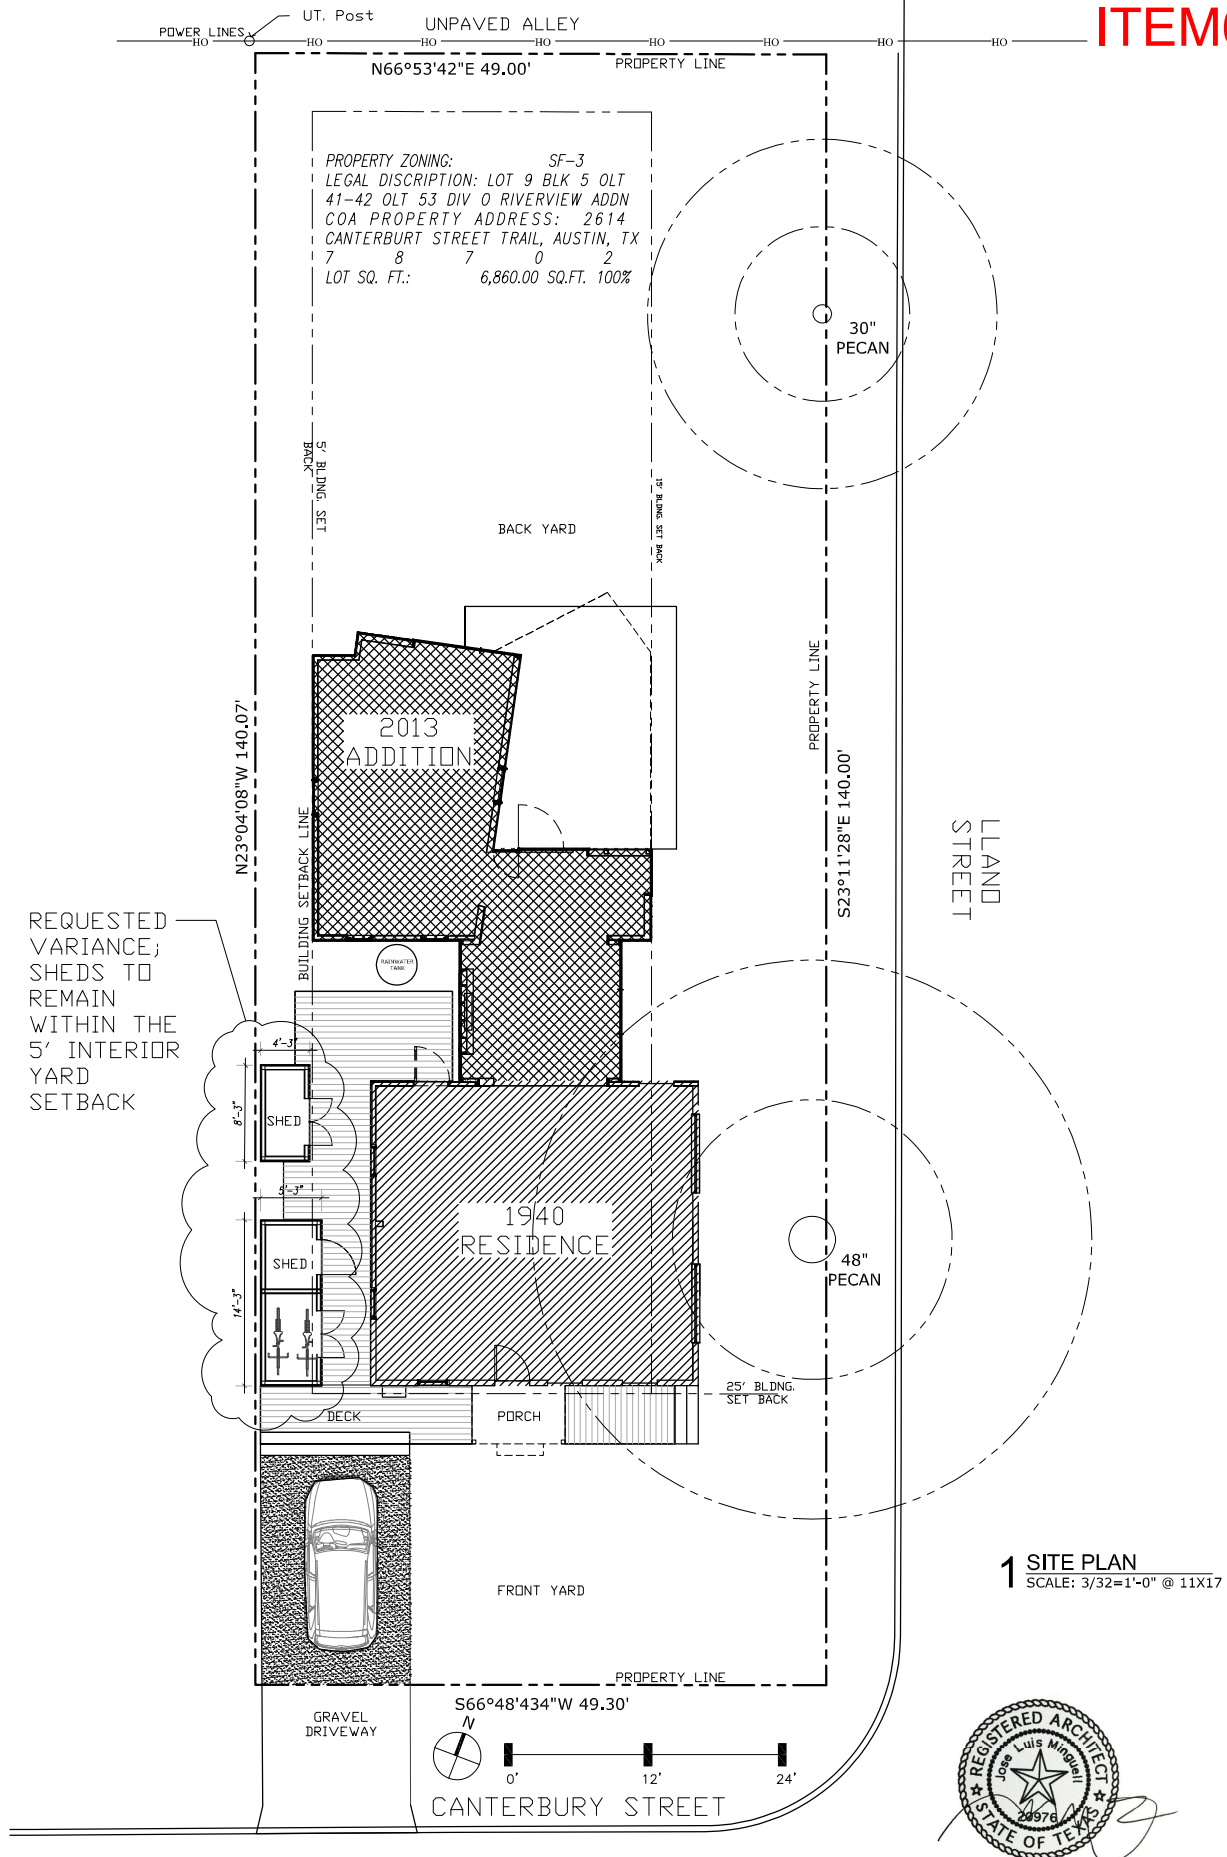 UT. Post
UNPAVED ALLEY
POWER LINES
HO HO HO HO HO HO HO HO
N66°53'42"E 49.00'
PROPERTY LINE
PROPERTY ZONING: SF-3
LEGAL DISCRIPTION: LOT 9 BLK 5 OLT
41-42 OLT 53 DIV O RIVERVIEW ADDN
COA PROPERTY ADDRESS: 2614
CANTERBURT STREET TRAIL, AUSTIN, TX
7 8 7 0 2
LOT SQ. FT.: 6,860.00 SQ.FT. 100%
30"
PECAN
5' BLDNG. SET
BACK
15' BLDNG. SET BACK
BACK YARD
2013
ADDITION
N23°04'08"W 140.07'
PROPERTY LINE
S23°11'28"E 140.00'
LLANO
STREET
BUILDING SETBACK LINE
RAINWATER
TANK
REQUESTED
VARIANCE;
SHEDS TO
REMAIN
WITHIN THE
5' INTERIOR
YARD
SETBACK
4'-3"
8'-3"
SHED
5'-3"
14'-3"
SHED
1940
RESIDENCE
48"
PECAN
25' BLDNG.
SET BACK
DECK
PORCH
FRONT YARD
1 SITE PLAN
SCALE: 3/32=1'-0" @ 11X17
PROPERTY LINE
S66°48'434"W 49.30'
GRAVEL
DRIVEWAY
N
0' 12' 24'
CANTERBURY STREET
REGISTERED ARCHITECT
Jose Luis Minguell
20976
STATE OF TEXAS